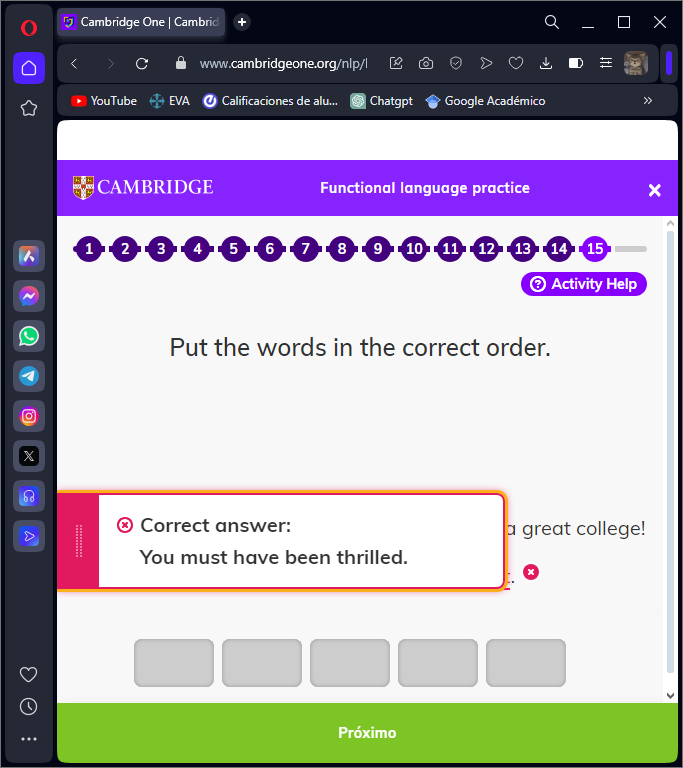 Cambridge One | Cambrid
www.cambridgeone.org/nlp/l
YouTube EVA Calificaciones de alu... Chatgpt Google Académico
CAMBRIDGE Functional language practice
1 2 3 4 5 6 7 8 9 10 11 12 13 14 15
Activity Help
Put the words in the correct order.
Correct answer:
a great college!
You must have been thrilled.
t.
Próximo